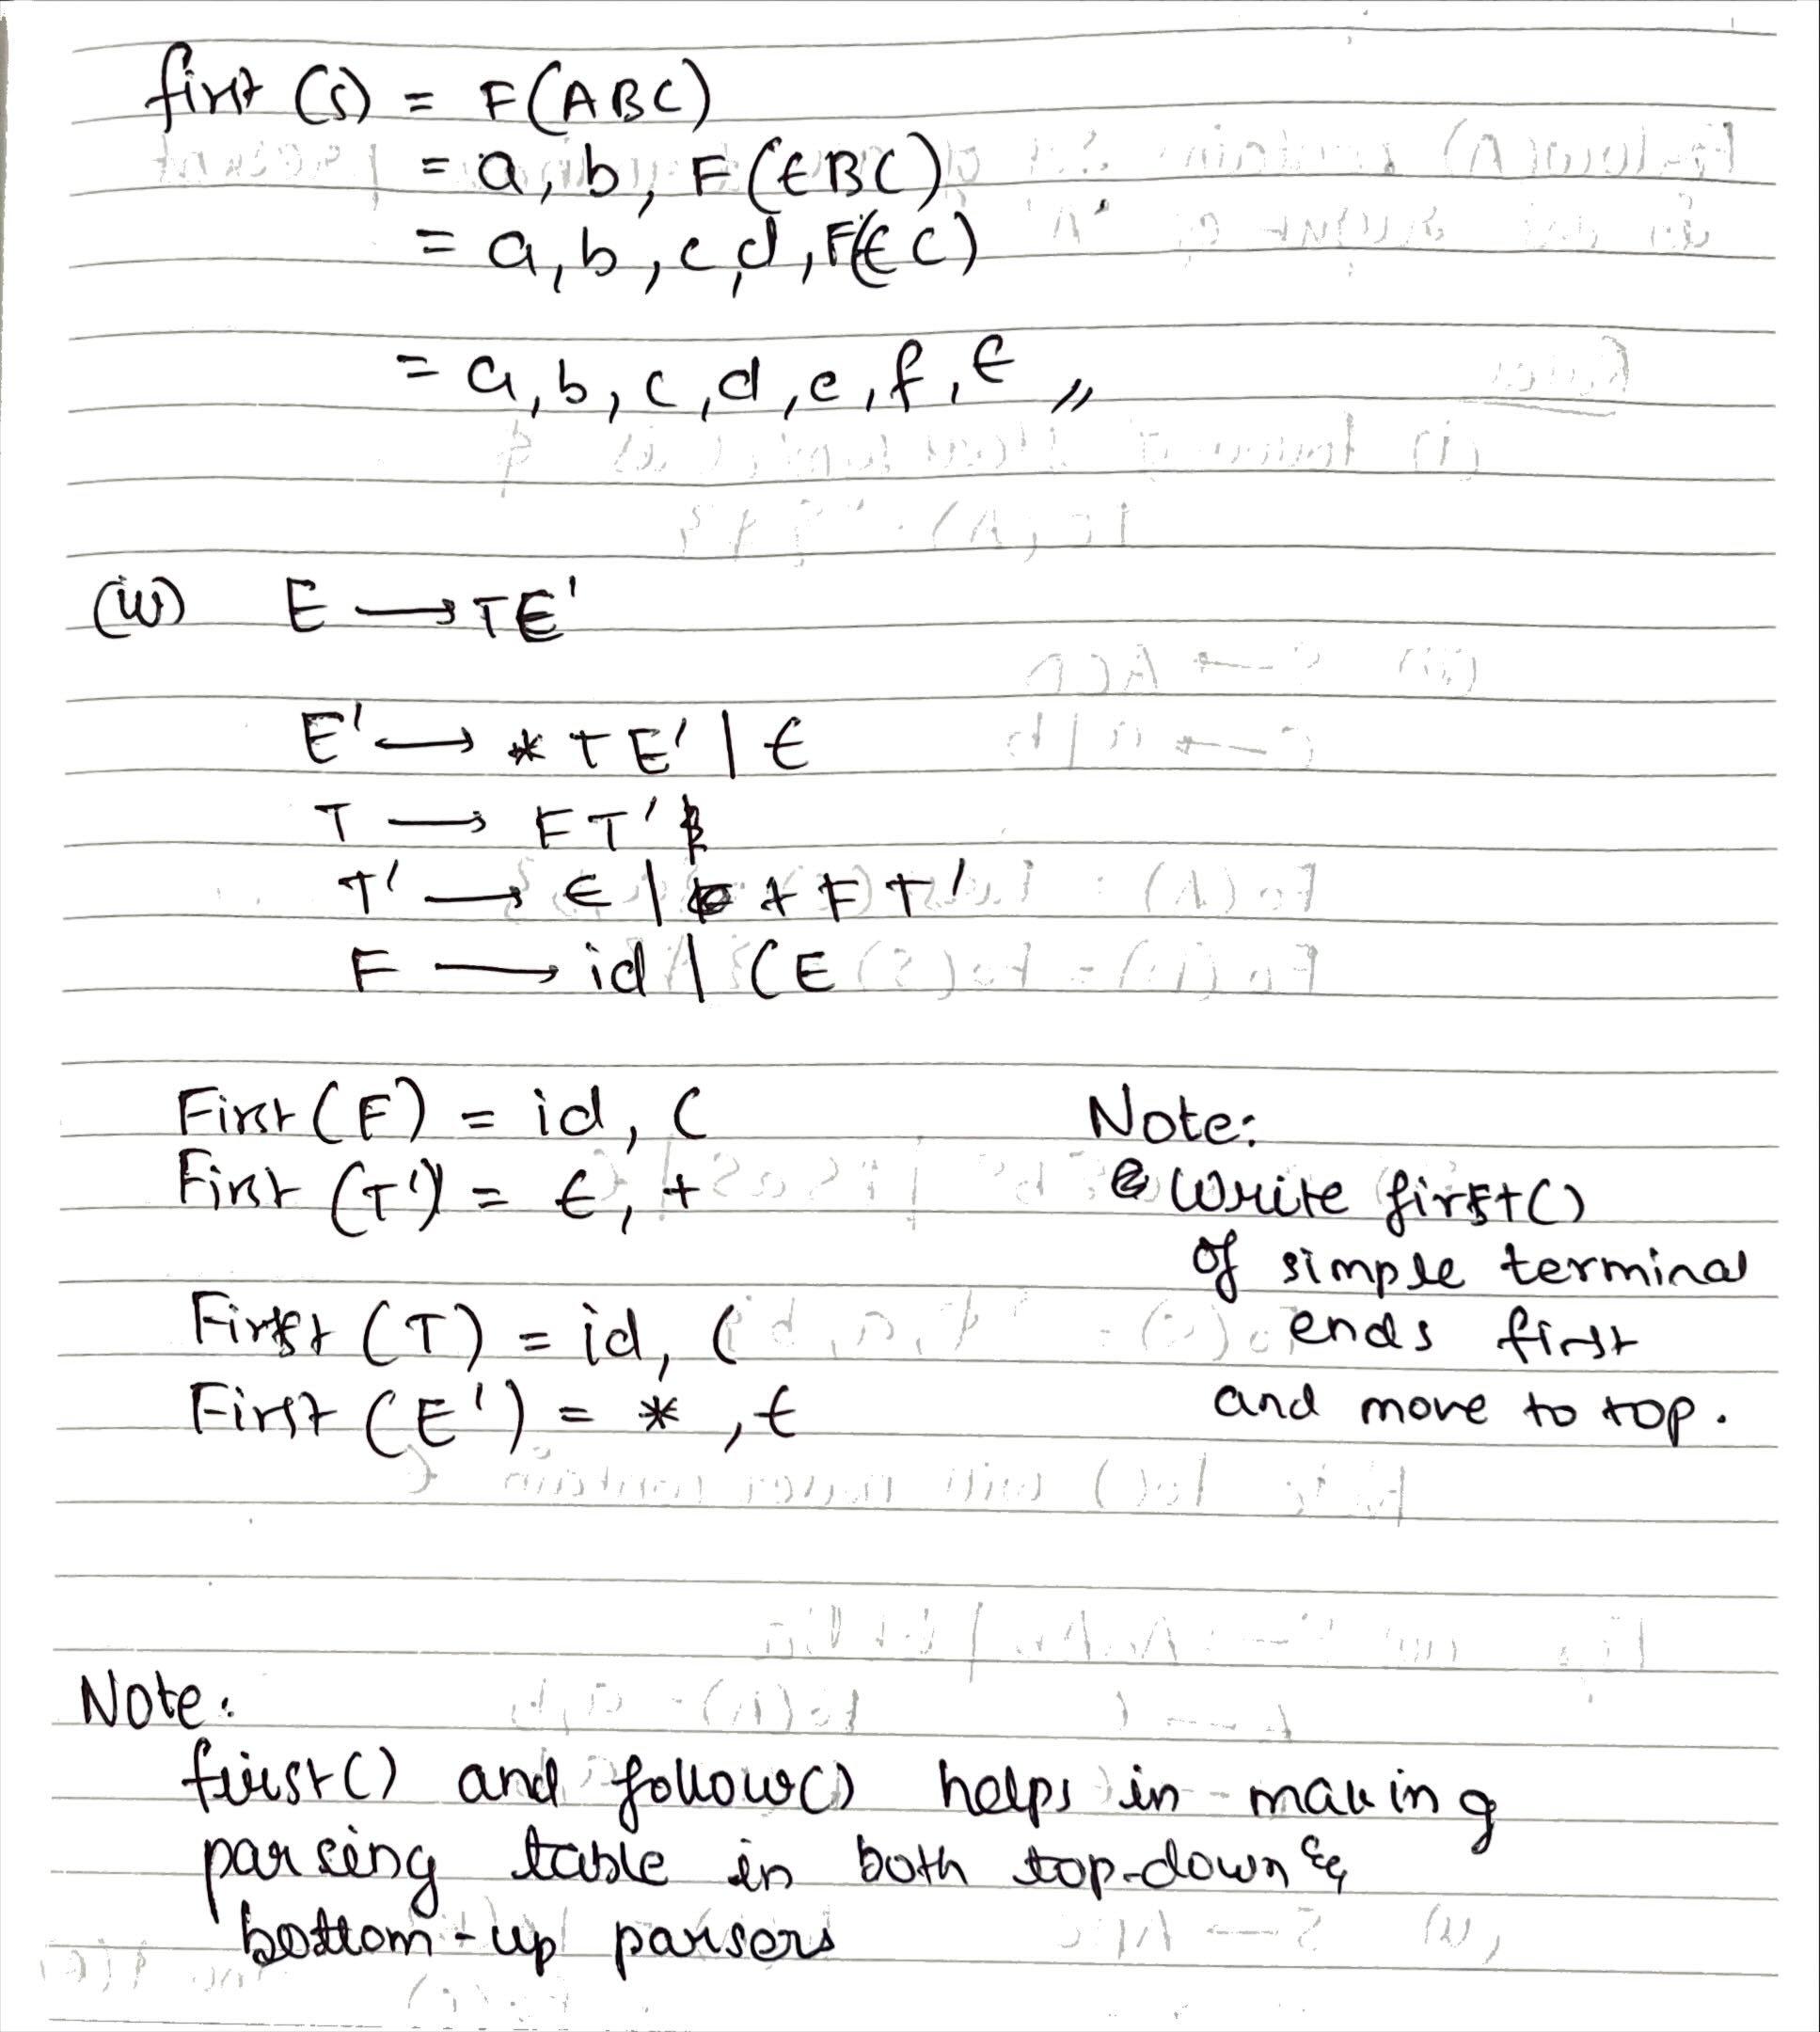 first (S) = F(ABC)
= a, b, F(ϵBC)
= a, b, c, d, F(ϵC)
= a, b, c, d, e, f, ϵ //
(iv) E → TE'
E' → * TE' | ϵ
T → FT'
T' → ϵ | + FT'
F → id | (E
First (F) = id, (
First (T') = ϵ, +
First (T) = id, (
First (E') = *, ϵ
Note:
Write first()
of simple terminal
ends first
and move to top.
Note:
first() and follow() helps in making
parsing table in both top-down &
bottom-up parsers